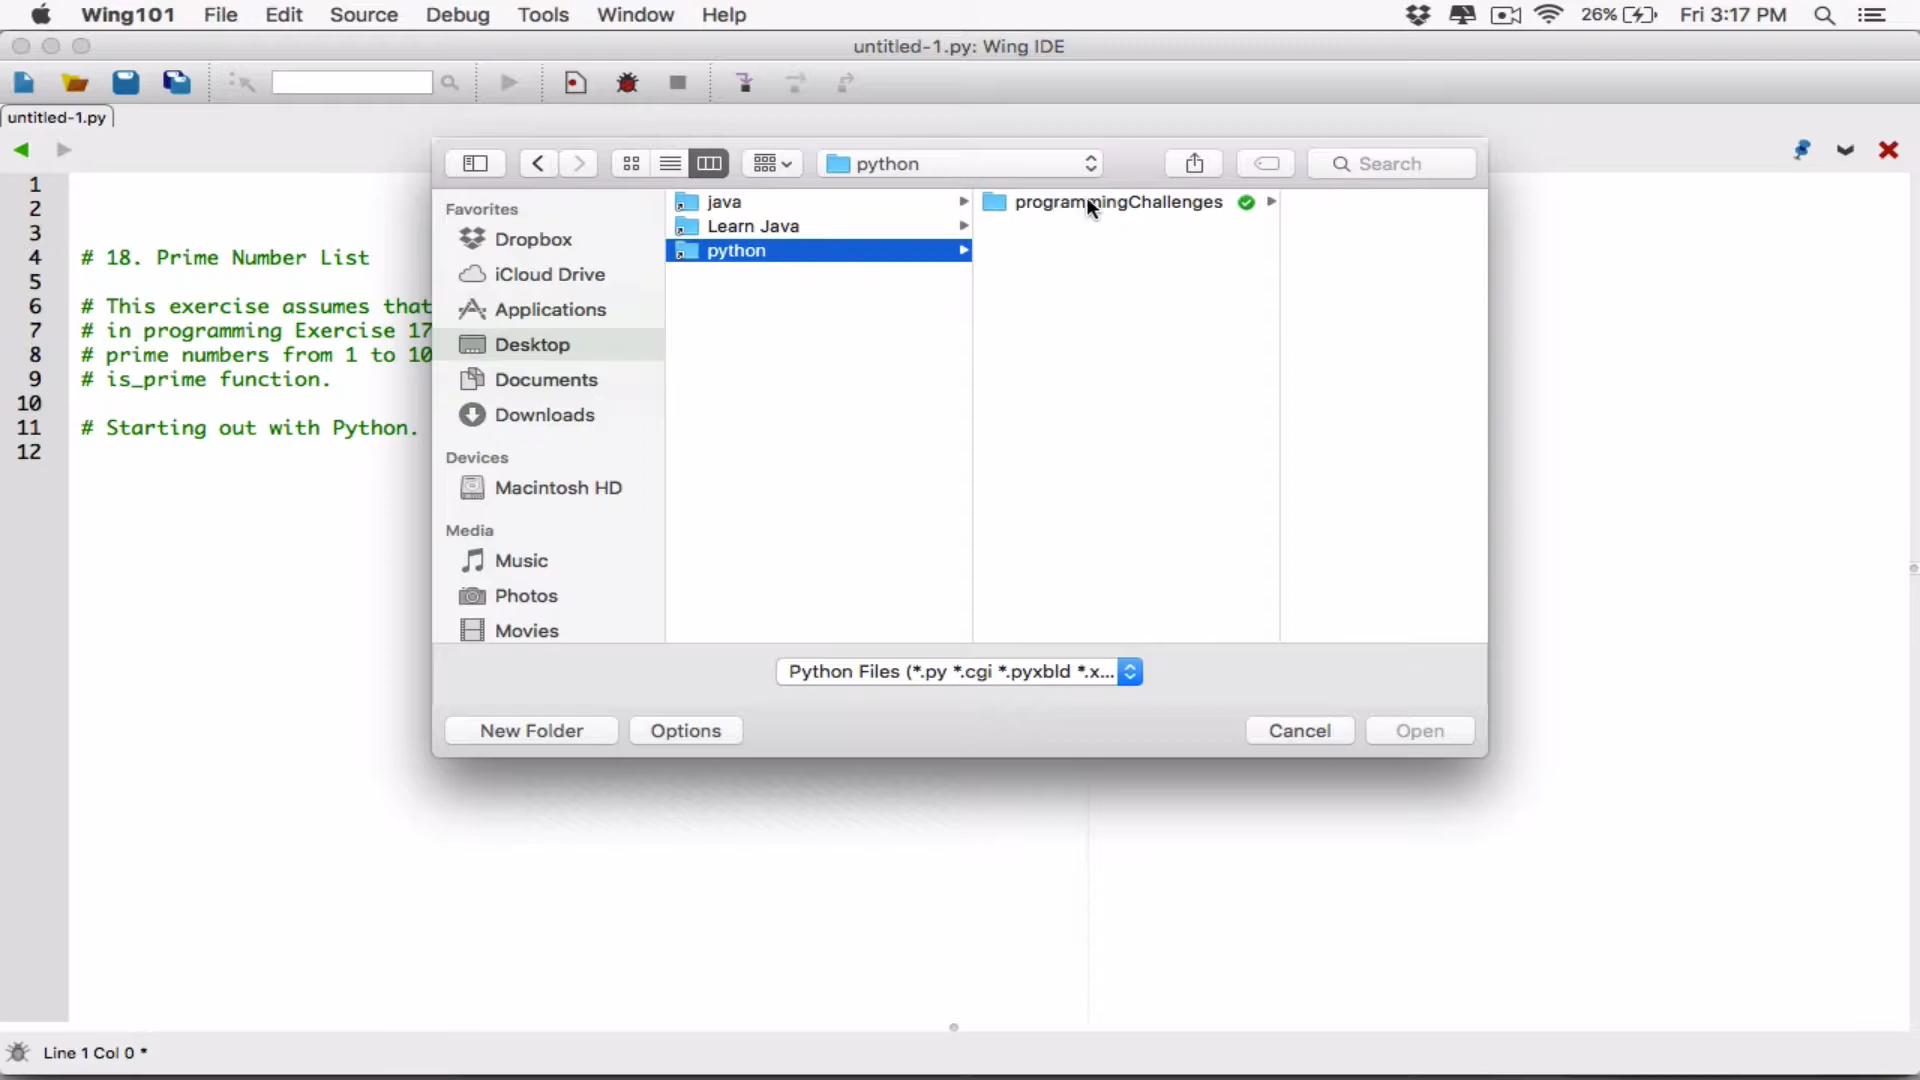 Wing101 File Edit Source Debug Tools Window Help 26% Fri 3:17 PM
untitled-1.py: Wing IDE
untitled-1.py
python Search
Favorites
Dropbox
iCloud Drive
Applications
Desktop
Documents
Downloads
Devices
Macintosh HD
Media
Music
Photos
Movies
java
Learn Java
python
programmingChallenges
1
2
3
4 # 18. Prime Number List
5
6 # This exercise assumes that
7 # in programming Exercise 17
8 # prime numbers from 1 to 10
9 # is_prime function.
10
11 # Starting out with Python.
12
Python Files (*.py *.cgi *.pyxbld *.x...
New Folder Options Cancel Open
Line 1 Col 0 *